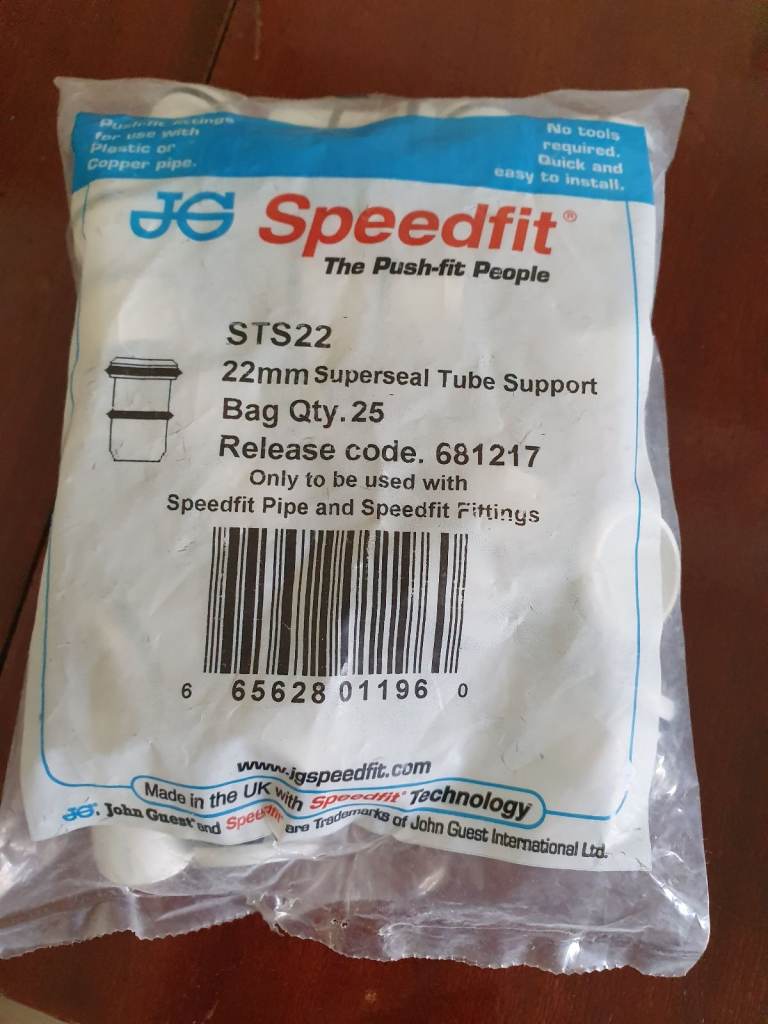 Push-fit fittings
for use with
Plastic or
Copper pipe.
No tools
required.
Quick and
easy to install.
JG Speedfit®
The Push-fit People
STS22
22mm Superseal Tube Support
Bag Qty. 25
Release code. 681217
Only to be used with
Speedfit Pipe and Speedfit Fittings
6 65628 01196 0
www.jgspeedfit.com
Made in the UK with Speedfit® Technology
JG®, John Guest® and Speedfit® are Trademarks of John Guest International Ltd.